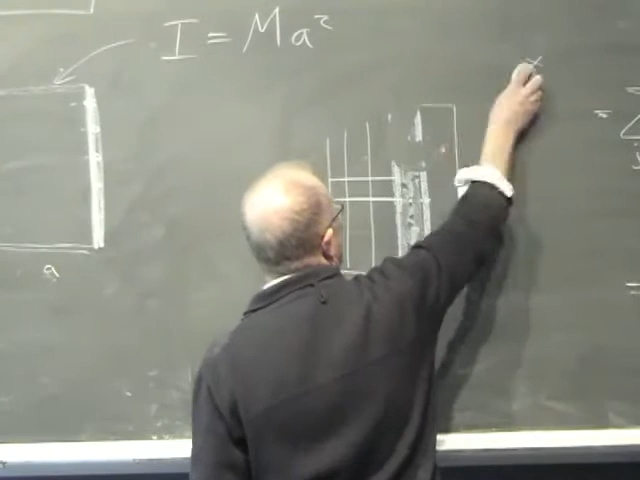 I = Ma²
a